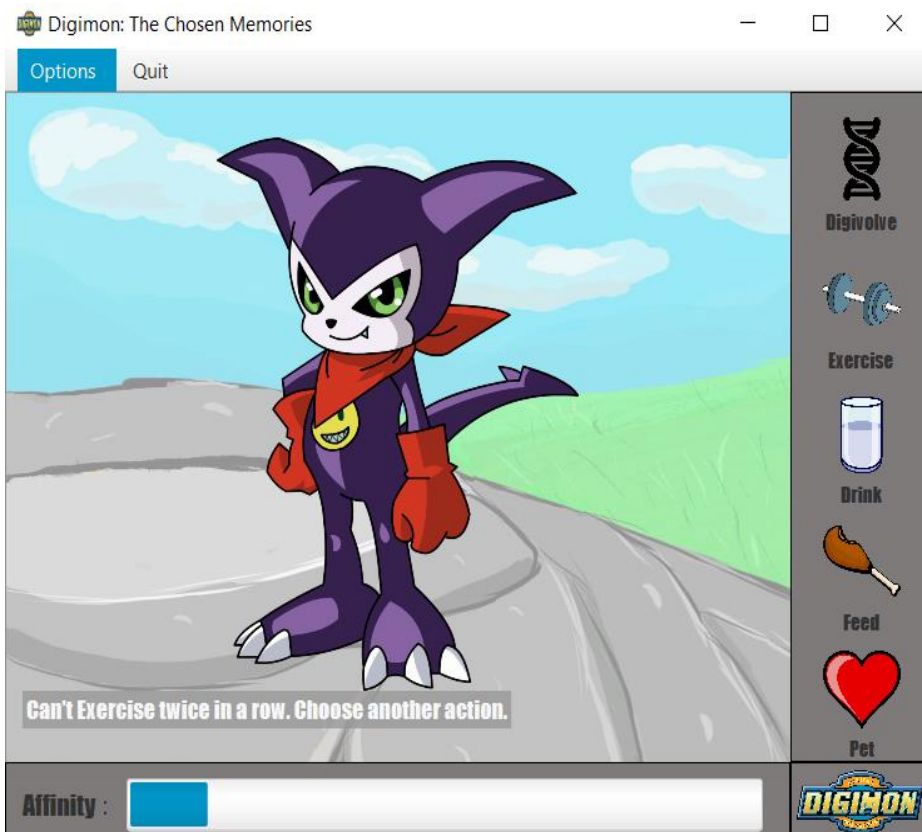 Digimon: The Chosen Memories
Options Quit
Digivolve
Exercise
Drink
Feed
Pet
Can't Exercise twice in a row. Choose another action.
Affinity :
DIGIMON